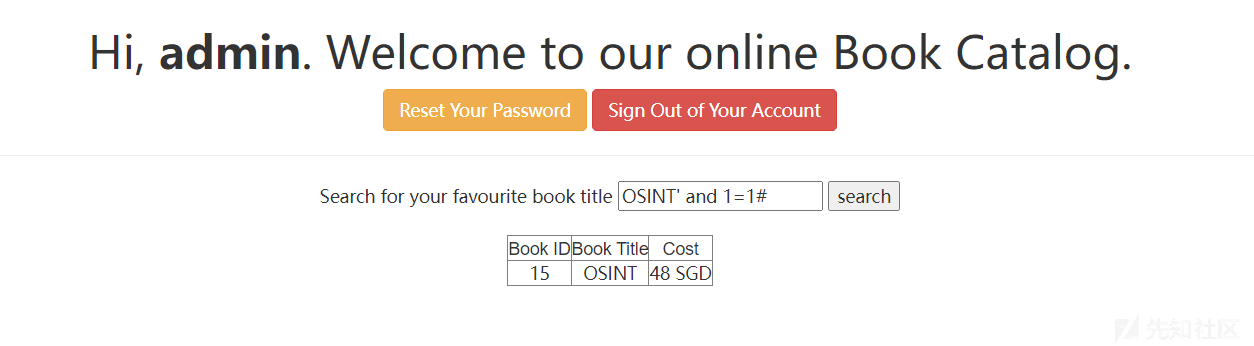 Hi, admin. Welcome to our online Book Catalog.
Reset Your Password Sign Out of Your Account
Search for your favourite book title OSINT' and 1=1# search
Book ID Book Title Cost
15 OSINT 48 SGD
先知社区